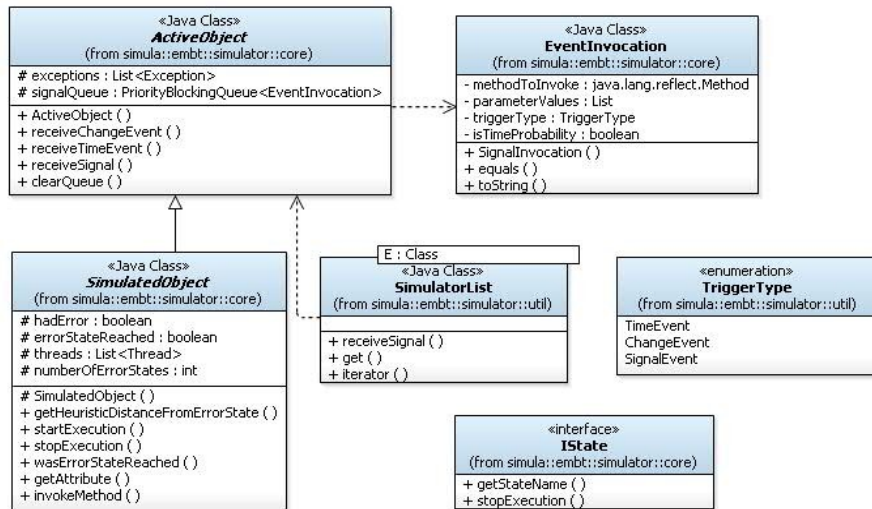 «Java Class»
ActiveObject
(from simula::embt::simulator::core)
# exceptions : List<Exception>
# signalQueue : PriorityBlockingQueue<EventInvocation>
+ ActiveObject ( )
+ receiveChangeEvent ( )
+ receiveTimeEvent ( )
+ receiveSignal ( )
+ clearQueue ( )
«Java Class»
EventInvocation
(from simula::embt::simulator::core)
- methodToInvoke : java.lang.reflect.Method
- parameterValues : List
- triggerType : TriggerType
- isTimeProbability : boolean
+ SignalInvocation ( )
+ equals ( )
+ toString ( )
«Java Class»
SimulatedObject
(from simula::embt::simulator::core)
# hadError : boolean
# errorStateReached : boolean
# threads : List<Thread>
# numberOfErrorStates : int
# SimulatedObject ( )
+ getHeuristicDistanceFromErrorState ( )
+ startExecution ( )
+ stopExecution ( )
+ wasErrorStateReached ( )
+ getAttribute ( )
+ invokeMethod ( )
E : Class
«Java Class»
SimulatorList
(from simula::embt::simulator::util)
+ receiveSignal ( )
+ get ( )
+ iterator ( )
«enumeration»
TriggerType
(from simula::embt::simulator::util)
TimeEvent
ChangeEvent
SignalEvent
«interface»
IState
(from simula::embt::simulator::core)
+ getStateName ( )
+ stopExecution ( )